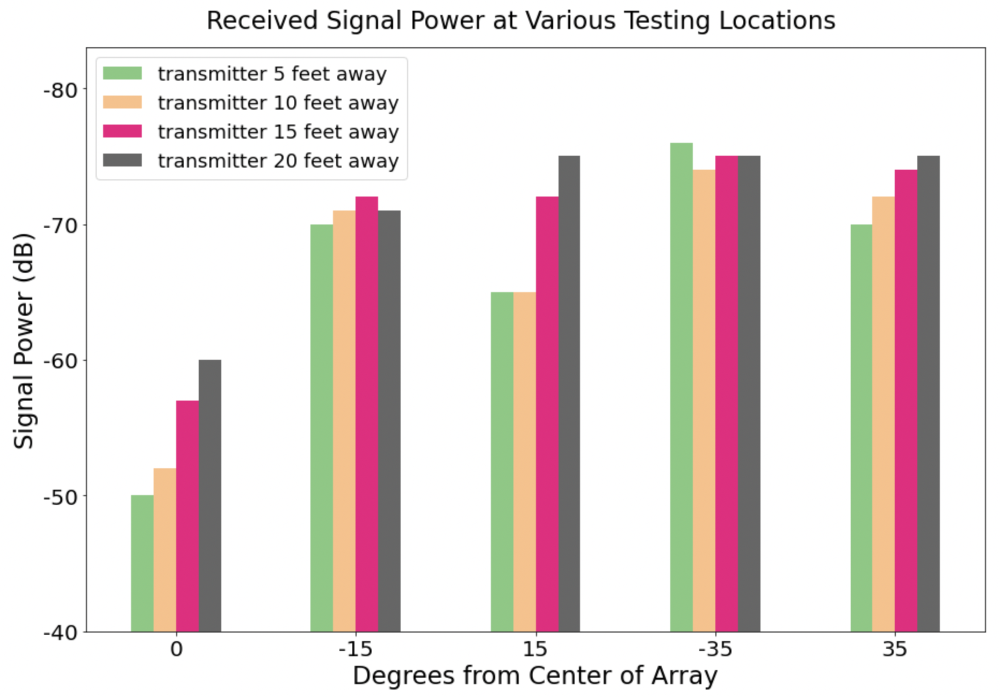 Received Signal Power at Various Testing Locations
transmitter 5 feet away
transmitter 10 feet away
transmitter 15 feet away
transmitter 20 feet away
Signal Power (dB)
-80
-70
-60
-50
-40
0 -15 15 -35 35
Degrees from Center of Array